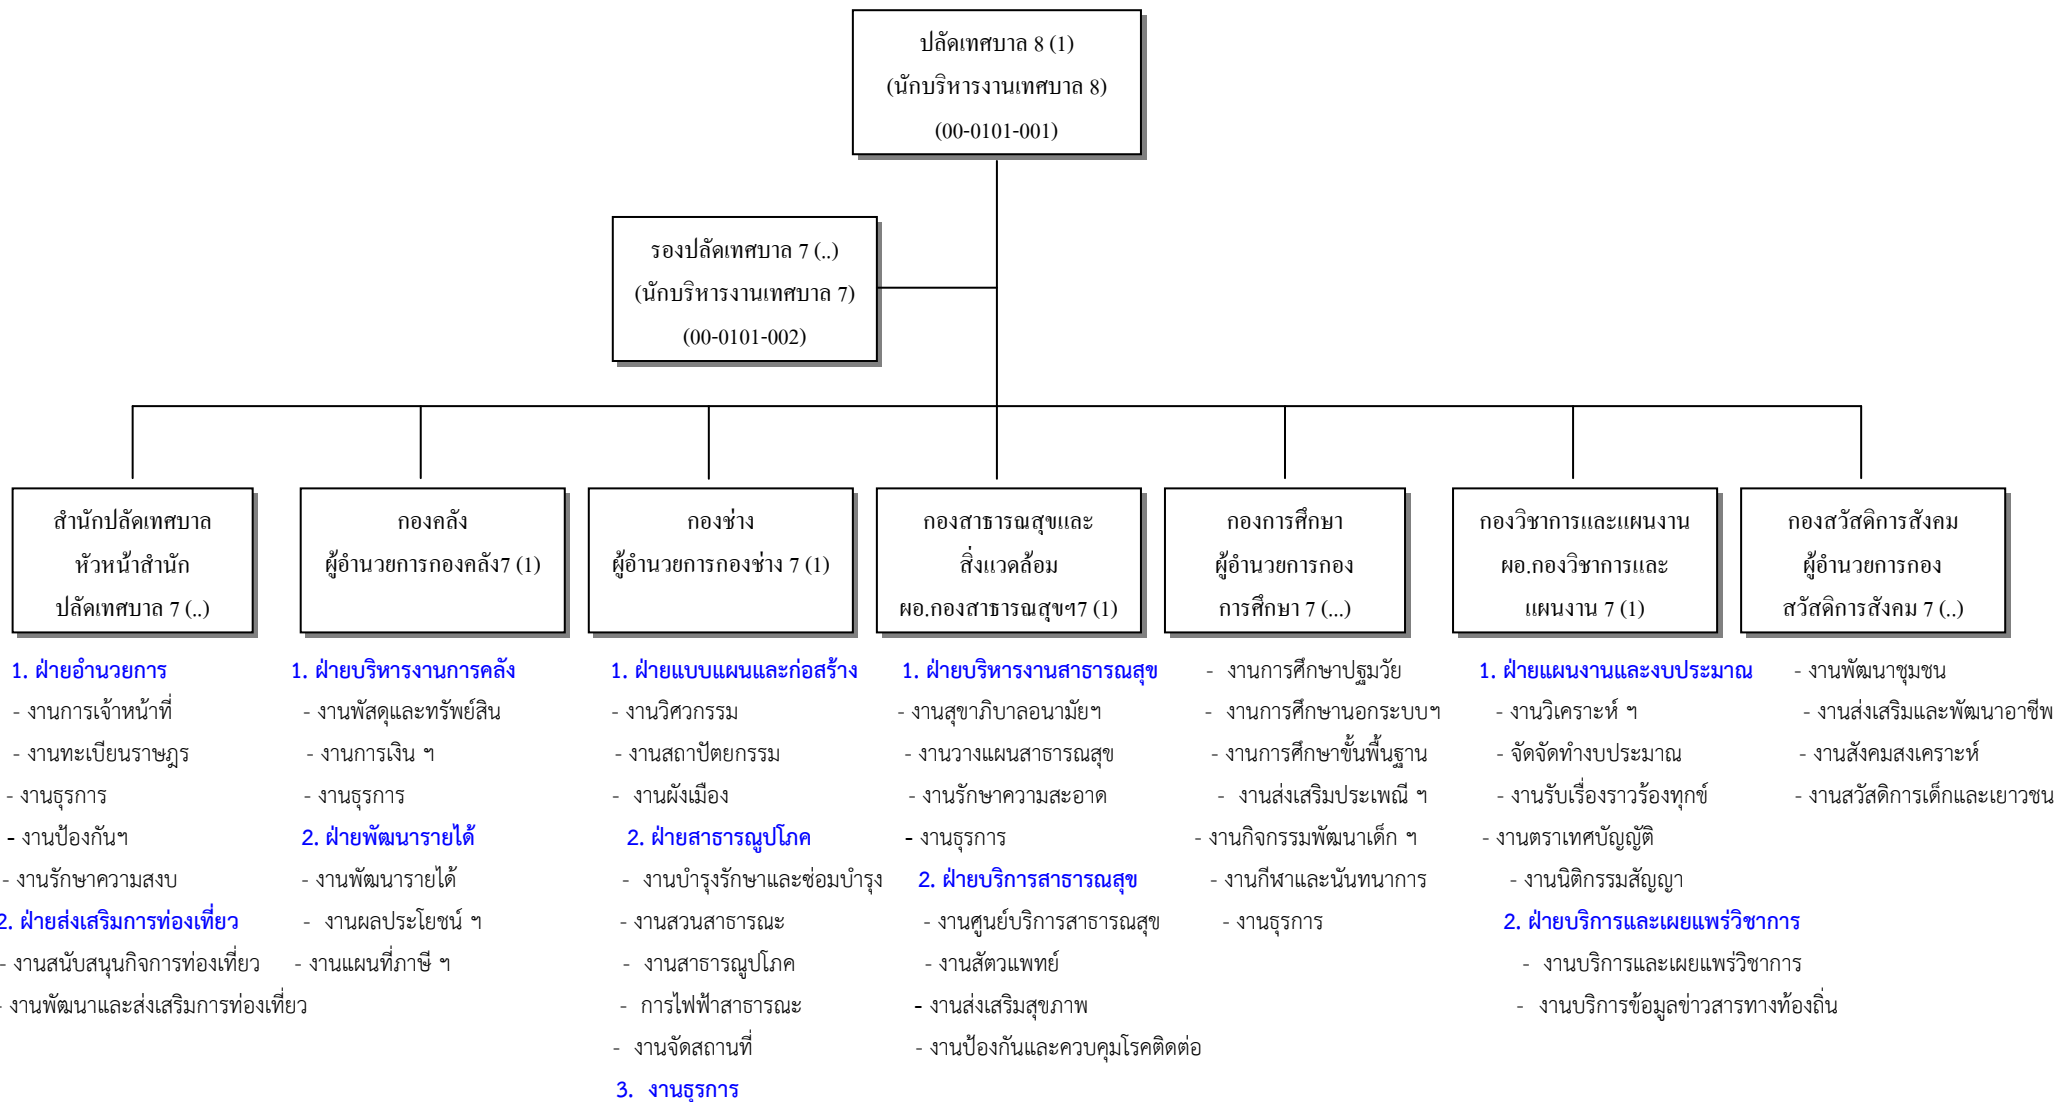 ปลัดเทศบาล 8 (1)
(นักบริหารงานเทศบาล 8)
(00-0101-001)
รองปลัดเทศบาล 7 (..)
(นักบริหารงานเทศบาล 7)
(00-0101-002)
สำนักปลัดเทศบาล
หัวหน้าสำนัก
ปลัดเทศบาล 7 (..)
กองคลัง
ผู้อำนวยการกองคลัง7 (1)
กองช่าง
ผู้อำนวยการกองช่าง 7 (1)
กองสาธารณสุขและ
สิ่งแวดล้อม
ผอ.กองสาธารณสุขฯ7 (1)
กองการศึกษา
ผู้อำนวยการกอง
การศึกษา 7 (...)
กองวิชาการและแผนงาน
ผอ.กองวิชาการและ
แผนงาน 7 (1)
กองสวัสดิการสังคม
ผู้อำนวยการกอง
สวัสดิการสังคม 7 (..)
1. ฝ่ายอำนวยการ
- งานการเจ้าหน้าที่
- งานทะเบียนราษฎร
- งานธุรการ
- งานป้องกันฯ
- งานรักษาความสงบ
2. ฝ่ายส่งเสริมการท่องเที่ยว
- งานสนับสนุนกิจการท่องเที่ยว
- งานพัฒนาและส่งเสริมการท่องเที่ยว
1. ฝ่ายบริหารงานการคลัง
- งานพัสดุและทรัพย์สิน
- งานการเงิน ฯ
- งานธุรการ
2. ฝ่ายพัฒนารายได้
- งานพัฒนารายได้
- งานผลประโยชน์ ฯ
- งานแผนที่ภาษี ฯ
1. ฝ่ายแบบแผนและก่อสร้าง
- งานวิศวกรรม
- งานสถาปัตยกรรม
- งานผังเมือง
2. ฝ่ายสาธารณูปโภค
- งานบำรุงรักษาและซ่อมบำรุง
- งานสวนสาธารณะ
- งานสาธารณูปโภค
- การไฟฟ้าสาธารณะ
- งานจัดสถานที่
3. งานธุรการ
1. ฝ่ายบริหารงานสาธารณสุข
- งานสุขาภิบาลอนามัยฯ
- งานวางแผนสาธารณสุข
- งานรักษาความสะอาด
- งานธุรการ
2. ฝ่ายบริการสาธารณสุข
- งานศูนย์บริการสาธารณสุข
- งานสัตวแพทย์
- งานส่งเสริมสุขภาพ
- งานป้องกันและควบคุมโรคติดต่อ
- งานการศึกษาปฐมวัย
- งานการศึกษานอกระบบฯ
- งานการศึกษาขั้นพื้นฐาน
- งานส่งเสริมประเพณี ฯ
- งานกิจกรรมพัฒนาเด็ก ฯ
- งานกีฬาและนันทนาการ
- งานธุรการ
1. ฝ่ายแผนงานและงบประมาณ
- งานวิเคราะห์ ฯ
- จัดจัดทำงบประมาณ
- งานรับเรื่องราวร้องทุกข์
- งานตราเทศบัญญัติ
- งานนิติกรรมสัญญา
2. ฝ่ายบริการและเผยแพร่วิชาการ
- งานบริการและเผยแพร่วิชาการ
- งานบริการข้อมูลข่าวสารทางท้องถิ่น
- งานพัฒนาชุมชน
- งานส่งเสริมและพัฒนาอาชีพ
- งานสังคมสงเคราะห์
- งานสวัสดิการเด็กและเยาวชน